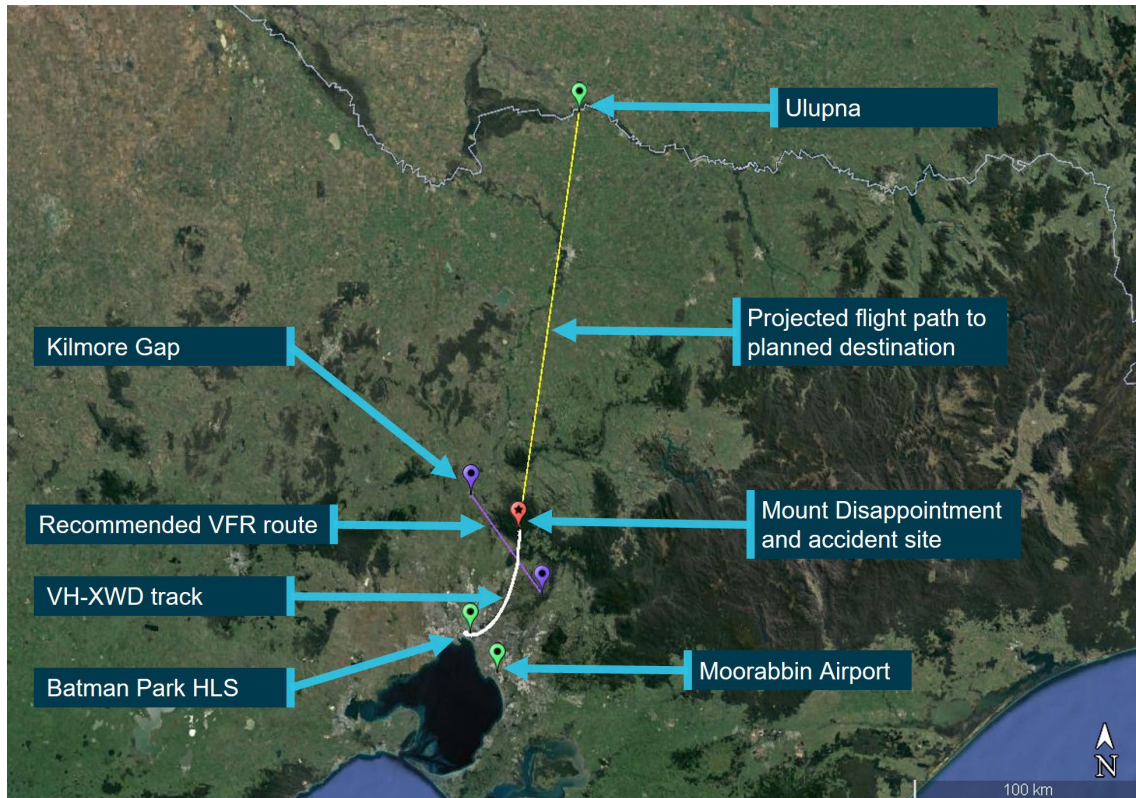 Ulupna
Projected flight path to
planned destination
Kilmore Gap
Recommended VFR route
Mount Disappointment
and accident site
VH-XWD track
Batman Park HLS
Moorabbin Airport
N
100 km